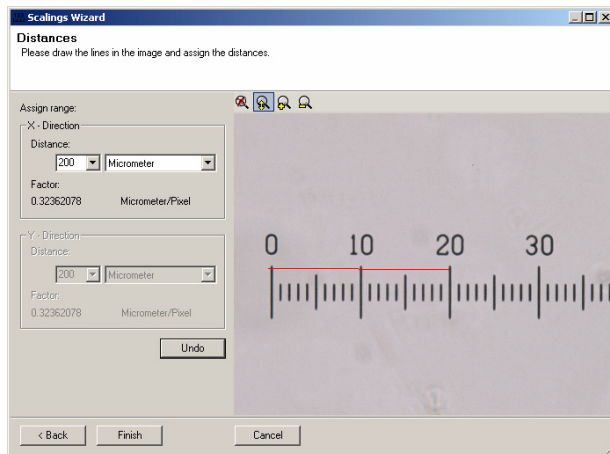 Scalings Wizard
Distances
Please draw the lines in the image and assign the distances.
Assign range:
X - Direction
Distance:
200 Micrometer
Factor:
0.32362078 Micrometer/Pixel
Y - Direction
Distance:
200 Micrometer
Factor:
0.32362078 Micrometer/Pixel
Undo
0 10 20 30
< Back Finish Cancel